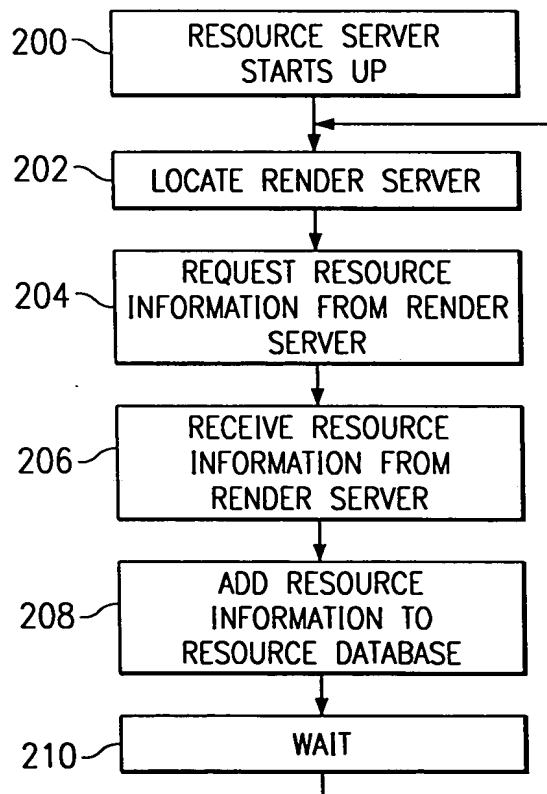 200
RESOURCE SERVER
STARTS UP
202
LOCATE RENDER SERVER
204
REQUEST RESOURCE
INFORMATION FROM RENDER
SERVER
206
RECEIVE RESOURCE
INFORMATION FROM
RENDER SERVER
208
ADD RESOURCE
INFORMATION TO
RESOURCE DATABASE
210
WAIT